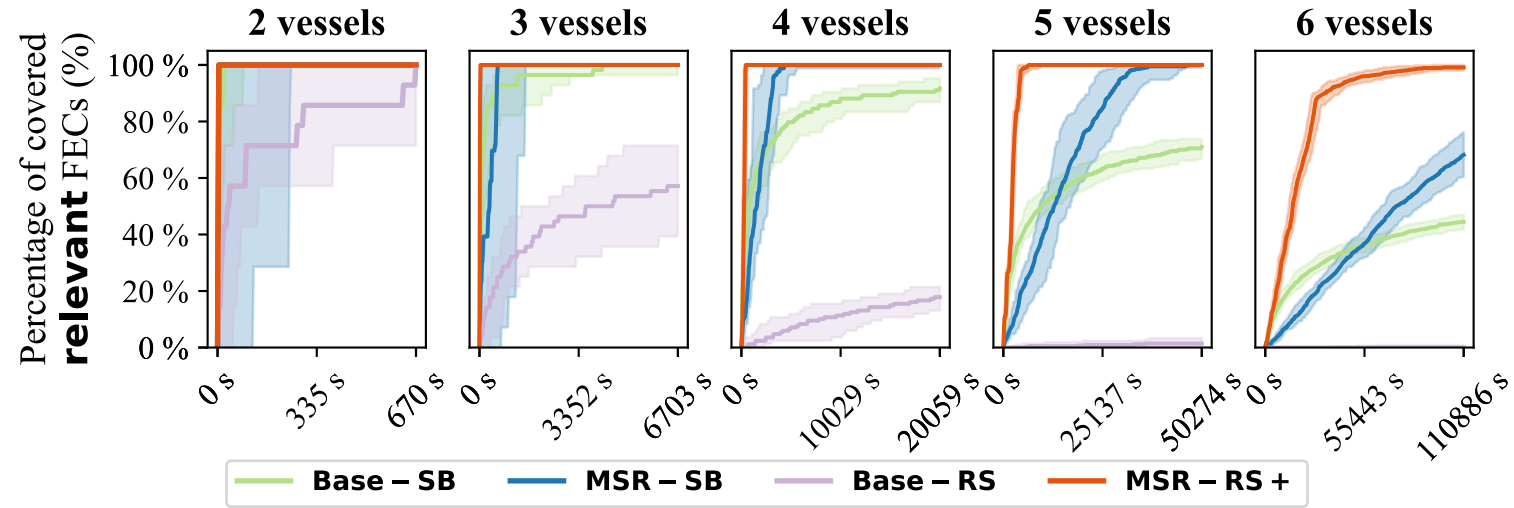 2 vessels 3 vessels 4 vessels 5 vessels 6 vessels
Percentage of covered
relevant FECs (%)
100 %
80 %
60 %
40 %
20 %
0 %
0 s 335 s 670 s 0 s 3352 s 6703 s 0 s 10029 s 20059 s 0 s 25137 s 50274 s 0 s 55443 s 110886 s
Base – SB MSR – SB Base – RS MSR – RS +